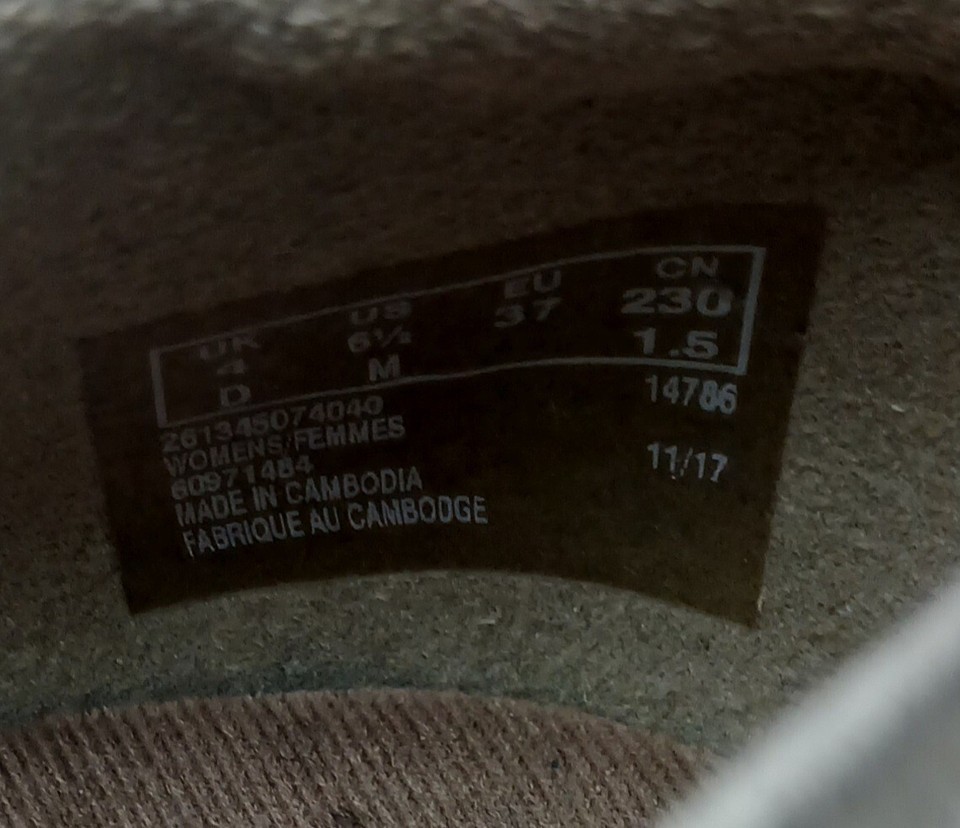 UK US EU CN
4 6½ 37 230
D M 1.5
261345074040 14786
WOMENS/FEMMES
60971484 11/17
MADE IN CAMBODIA
FABRIQUE AU CAMBODGE